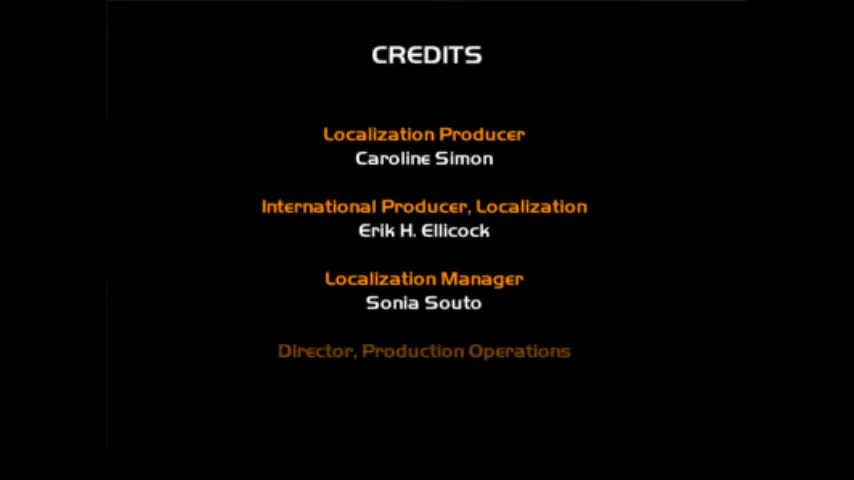 CREDITS
Localization Producer
Caroline Simon
International Producer, Localization
Erik H. Ellicock
Localization Manager
Sonia Souto
Director, Production Operations